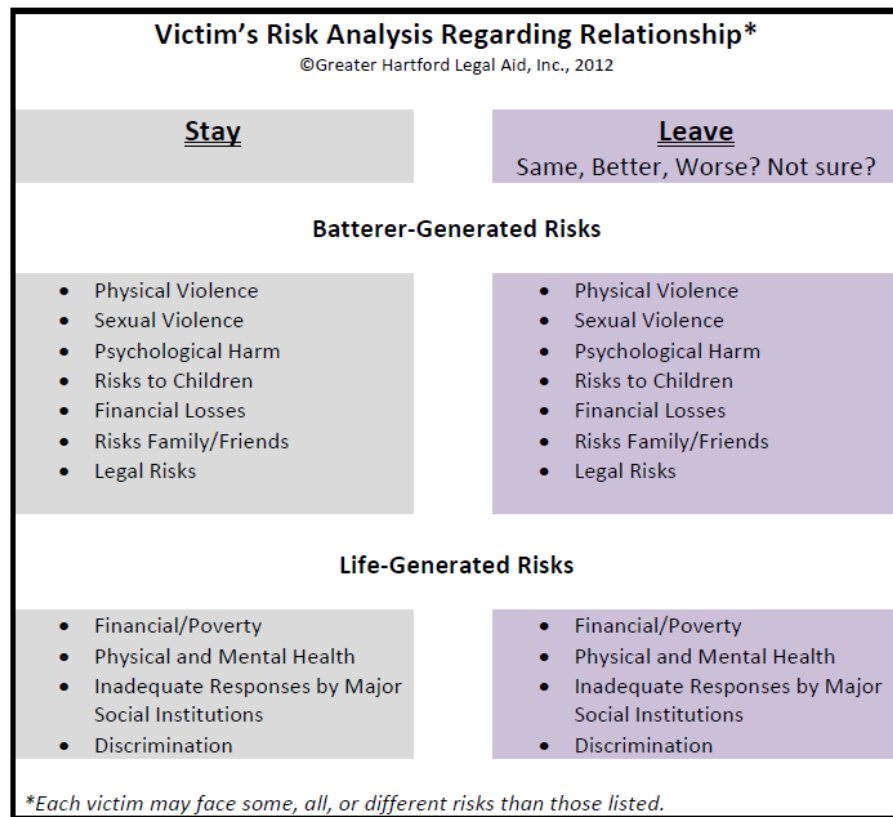 Victim's Risk Analysis Regarding Relationship*
©Greater Hartford Legal Aid, Inc., 2012
Stay
Leave
Same, Better, Worse? Not sure?
Batterer-Generated Risks
• Physical Violence
• Sexual Violence
• Psychological Harm
• Risks to Children
• Financial Losses
• Risks Family/Friends
• Legal Risks
• Physical Violence
• Sexual Violence
• Psychological Harm
• Risks to Children
• Financial Losses
• Risks Family/Friends
• Legal Risks
Life-Generated Risks
• Financial/Poverty
• Physical and Mental Health
• Inadequate Responses by Major
Social Institutions
• Discrimination
• Financial/Poverty
• Physical and Mental Health
• Inadequate Responses by Major
Social Institutions
• Discrimination
*Each victim may face some, all, or different risks than those listed.